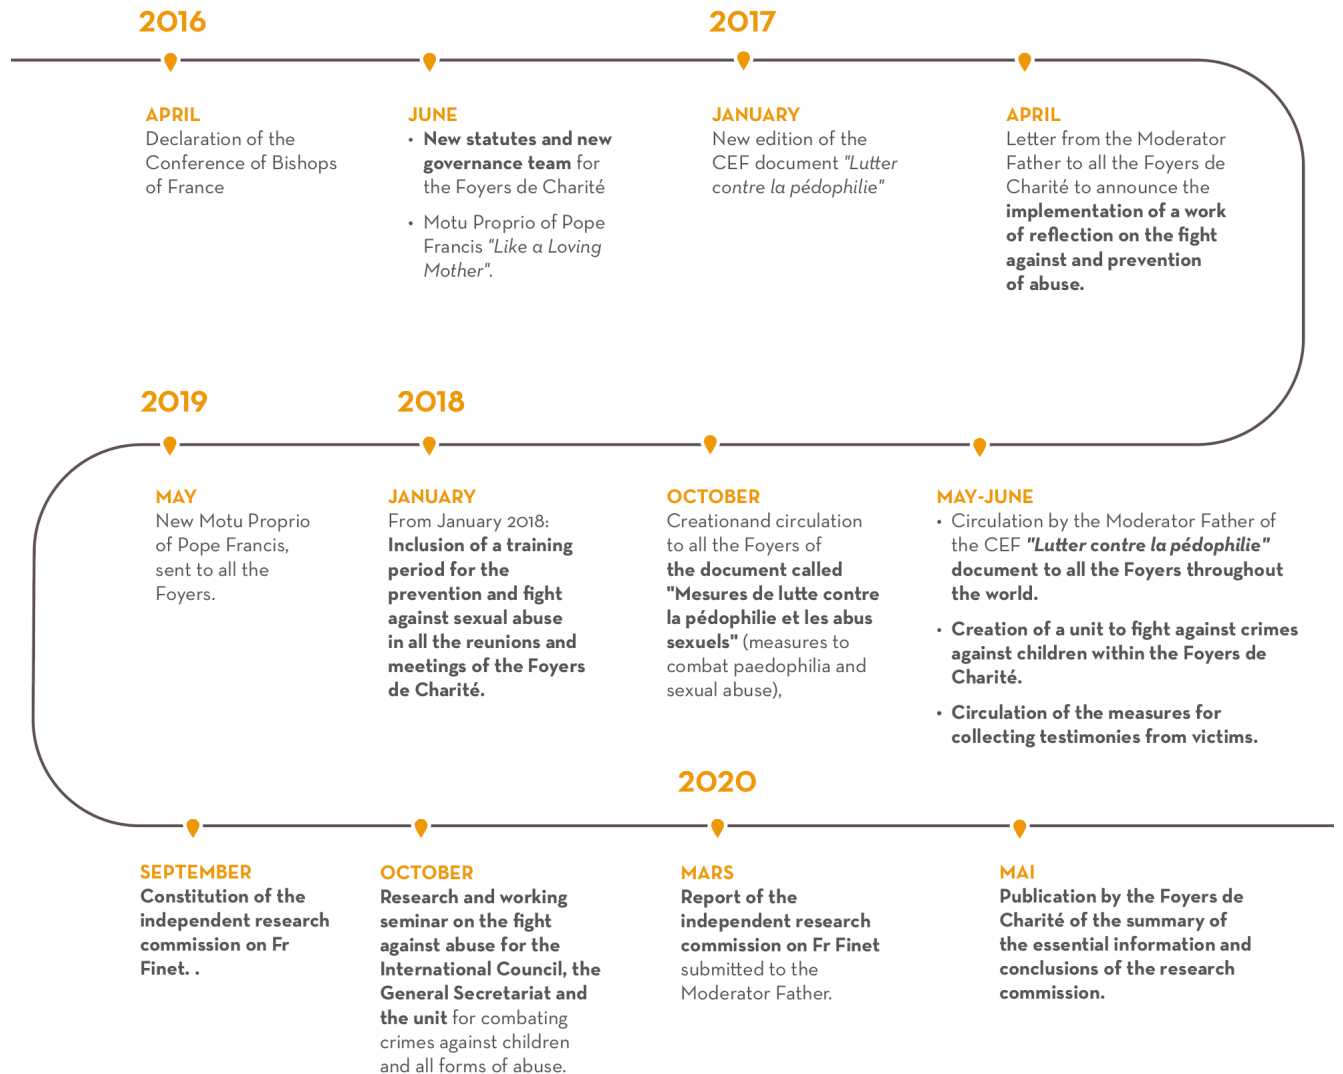 2016
APRIL
Declaration of the
Conference of Bishops
of France
JUNE
• New statutes and new
governance team for
the Foyers de Charité
• Motu Proprio of Pope
Francis "Like a Loving
Mother".
2017
JANUARY
New edition of the
CEF document "Lutter
contre la pédophilie"
APRIL
Letter from the Moderator
Father to all the Foyers de
Charité to announce the
implementation of a work
of reflection on the fight
against and prevention
of abuse.
MAY-JUNE
• Circulation by the Moderator Father of
the CEF "Lutter contre la pédophilie"
document to all the Foyers throughout
the world.
• Creation of a unit to fight against crimes
against children within the Foyers de
Charité.
• Circulation of the measures for
collecting testimonies from victims.
OCTOBER
Creationand circulation
to all the Foyers of
the document called
"Mesures de lutte contre
la pédophilie et les abus
sexuels" (measures to
combat paedophilia and
sexual abuse),
2018
JANUARY
From January 2018:
Inclusion of a training
period for the
prevention and fight
against sexual abuse
in all the reunions and
meetings of the Foyers
de Charité.
2019
MAY
New Motu Proprio
of Pope Francis,
sent to all the
Foyers.
SEPTEMBER
Constitution of the
independent research
commission on Fr
Finet. .
OCTOBER
Research and working
seminar on the fight
against abuse for the
International Council, the
General Secretariat and
the unit for combating
crimes against children
and all forms of abuse.
2020
MARS
Report of the
independent research
commission on Fr Finet
submitted to the
Moderator Father.
MAI
Publication by the Foyers de
Charité of the summary of
the essential information and
conclusions of the research
commission.